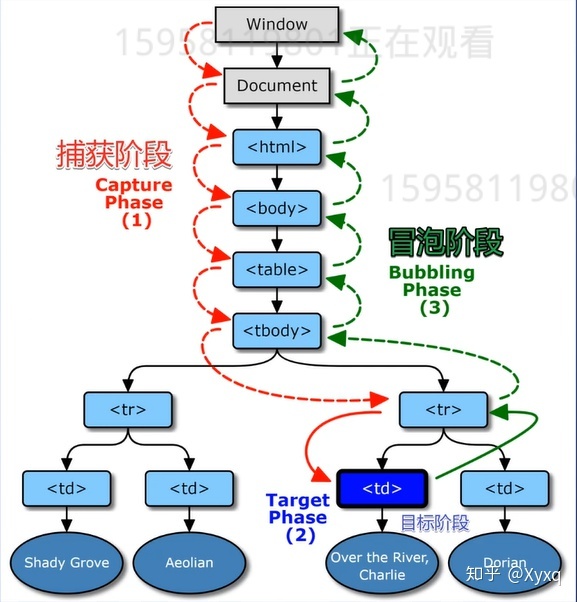 Window
15958119801正在观看
Document
<html>
捕获阶段
Capture
Phase
(1)
1595811980
<body>
冒泡阶段
Bubbling
Phase
(3)
<table>
<tbody>
<tr>
<tr>
<td>
<td>
<td>
<td>
Target
Phase
(2)
目标阶段
Shady Grove
Aeolian
Over the River,
Charlie
Dorian
知乎 @Xyxq